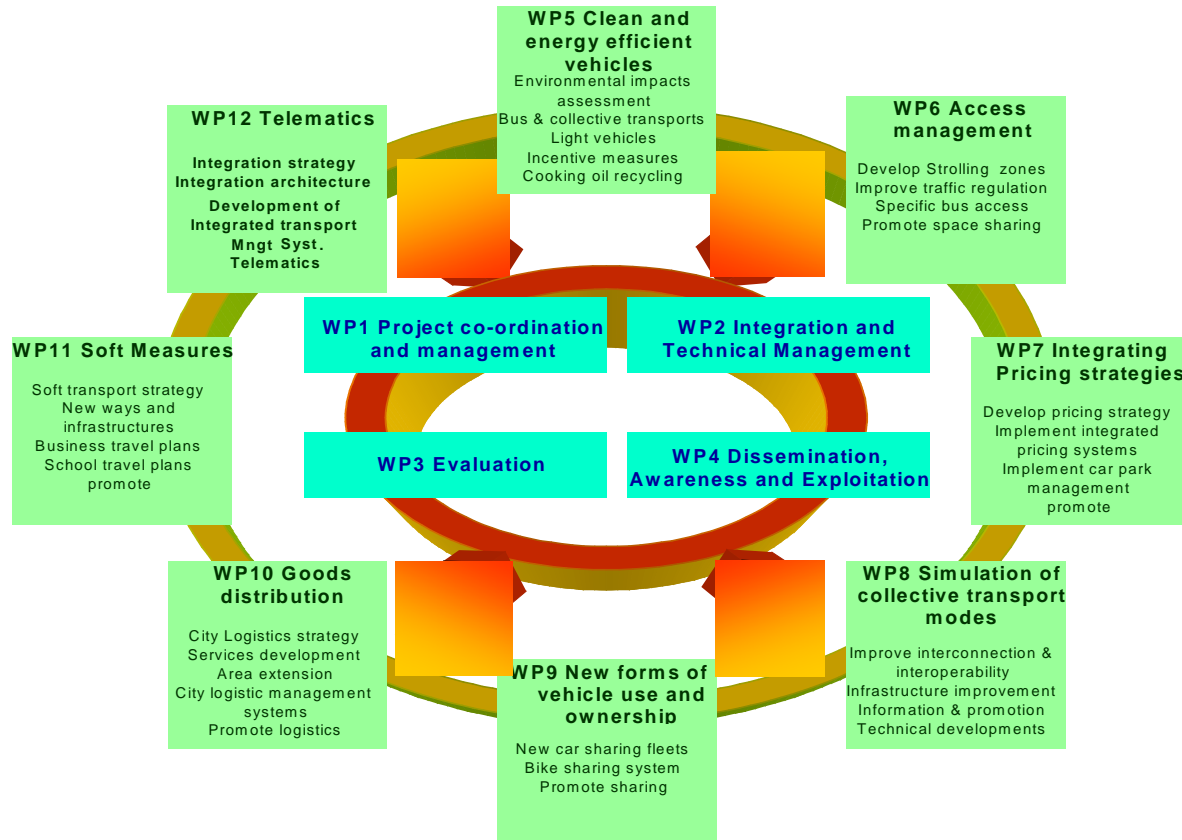 WP5 Clean and
energy efficient
vehicles
Environmental impacts
assessment
Bus & collective transports
Light vehicles
Incentive measures
Cooking oil recycling
WP12 Telematics
Integration strategy
Integration architecture
Development of
Integrated transport
Mngt Syst.
Telematics
WP6 Access
management
Develop Strolling zones
Improve traffic regulation
Specific bus access
Promote space sharing
WP1 Project co-ordination
and management
WP2 Integration and
Technical Management
WP11 Soft Measures
Soft transport strategy
New ways and
infrastructures
Business travel plans
School travel plans
promote
WP7 Integrating
Pricing strategies
Develop pricing strategy
Implement integrated
pricing systems
Implement car park
management
promote
WP3 Evaluation
WP4 Dissemination,
Awareness and Exploitation
WP10 Goods
distribution
City Logistics strategy
Services development
Area extension
City logistic management
systems
Promote logistics
WP9 New forms of
vehicle use and
ownership
New car sharing fleets
Bike sharing system
Promote sharing
WP8 Simulation of
collective transport
modes
Improve interconnection &
interoperability
Infrastructure improvement
Information & promotion
Technical developments